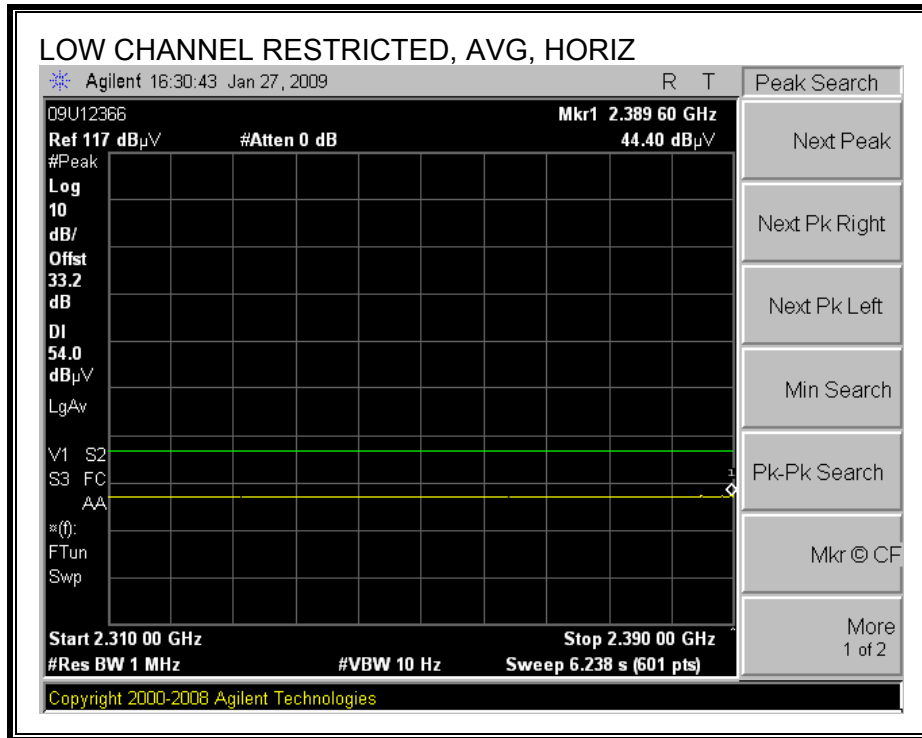 LOW CHANNEL RESTRICTED, AVG, HORIZ
Agilent 16:30:43 Jan 27, 2009 R T
Peak Search
09U12366 Mkr1 2.389 60 GHz
Ref 117 dBµV #Atten 0 dB 44.40 dBµV
#Peak
Log
10
dB/
Offst
33.2
dB
DI
54.0
dBµV
LgAv
V1 S2
S3 FC
AA
¤(f):
FTun
Swp
1
Start 2.310 00 GHz Stop 2.390 00 GHz
#Res BW 1 MHz #VBW 10 Hz Sweep 6.238 s (601 pts)
Copyright 2000-2008 Agilent Technologies
Next Peak
Next Pk Right
Next Pk Left
Min Search
Pk-Pk Search
Mkr © CF
More
1 of 2